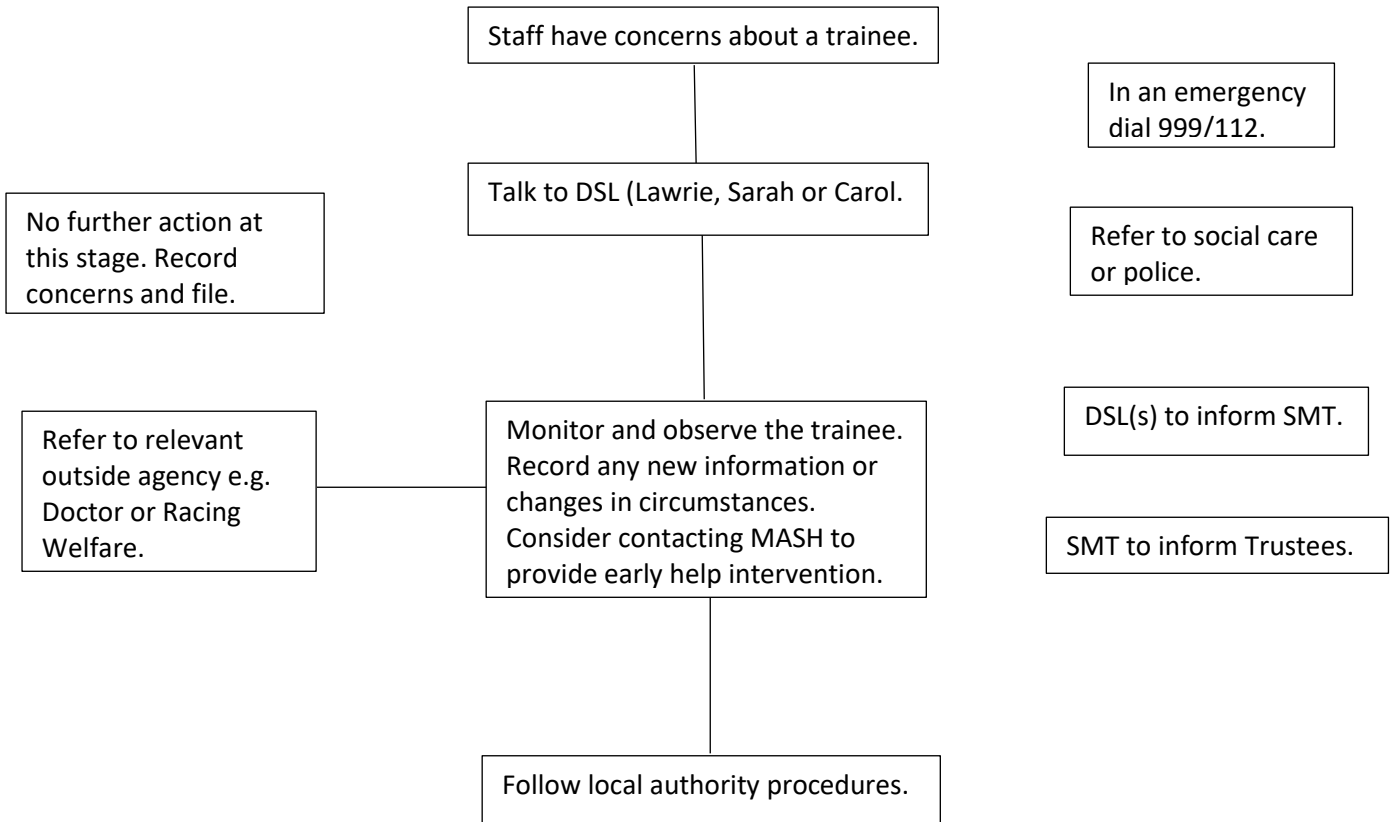 Staff have concerns about a trainee.
In an emergency
dial 999/112.
Talk to DSL (Lawrie, Sarah or Carol.
No further action at
this stage. Record
concerns and file.
Refer to social care
or police.
Refer to relevant
outside agency e.g.
Doctor or Racing
Welfare.
Monitor and observe the trainee.
Record any new information or
changes in circumstances.
Consider contacting MASH to
provide early help intervention.
DSL(s) to inform SMT.
SMT to inform Trustees.
Follow local authority procedures.